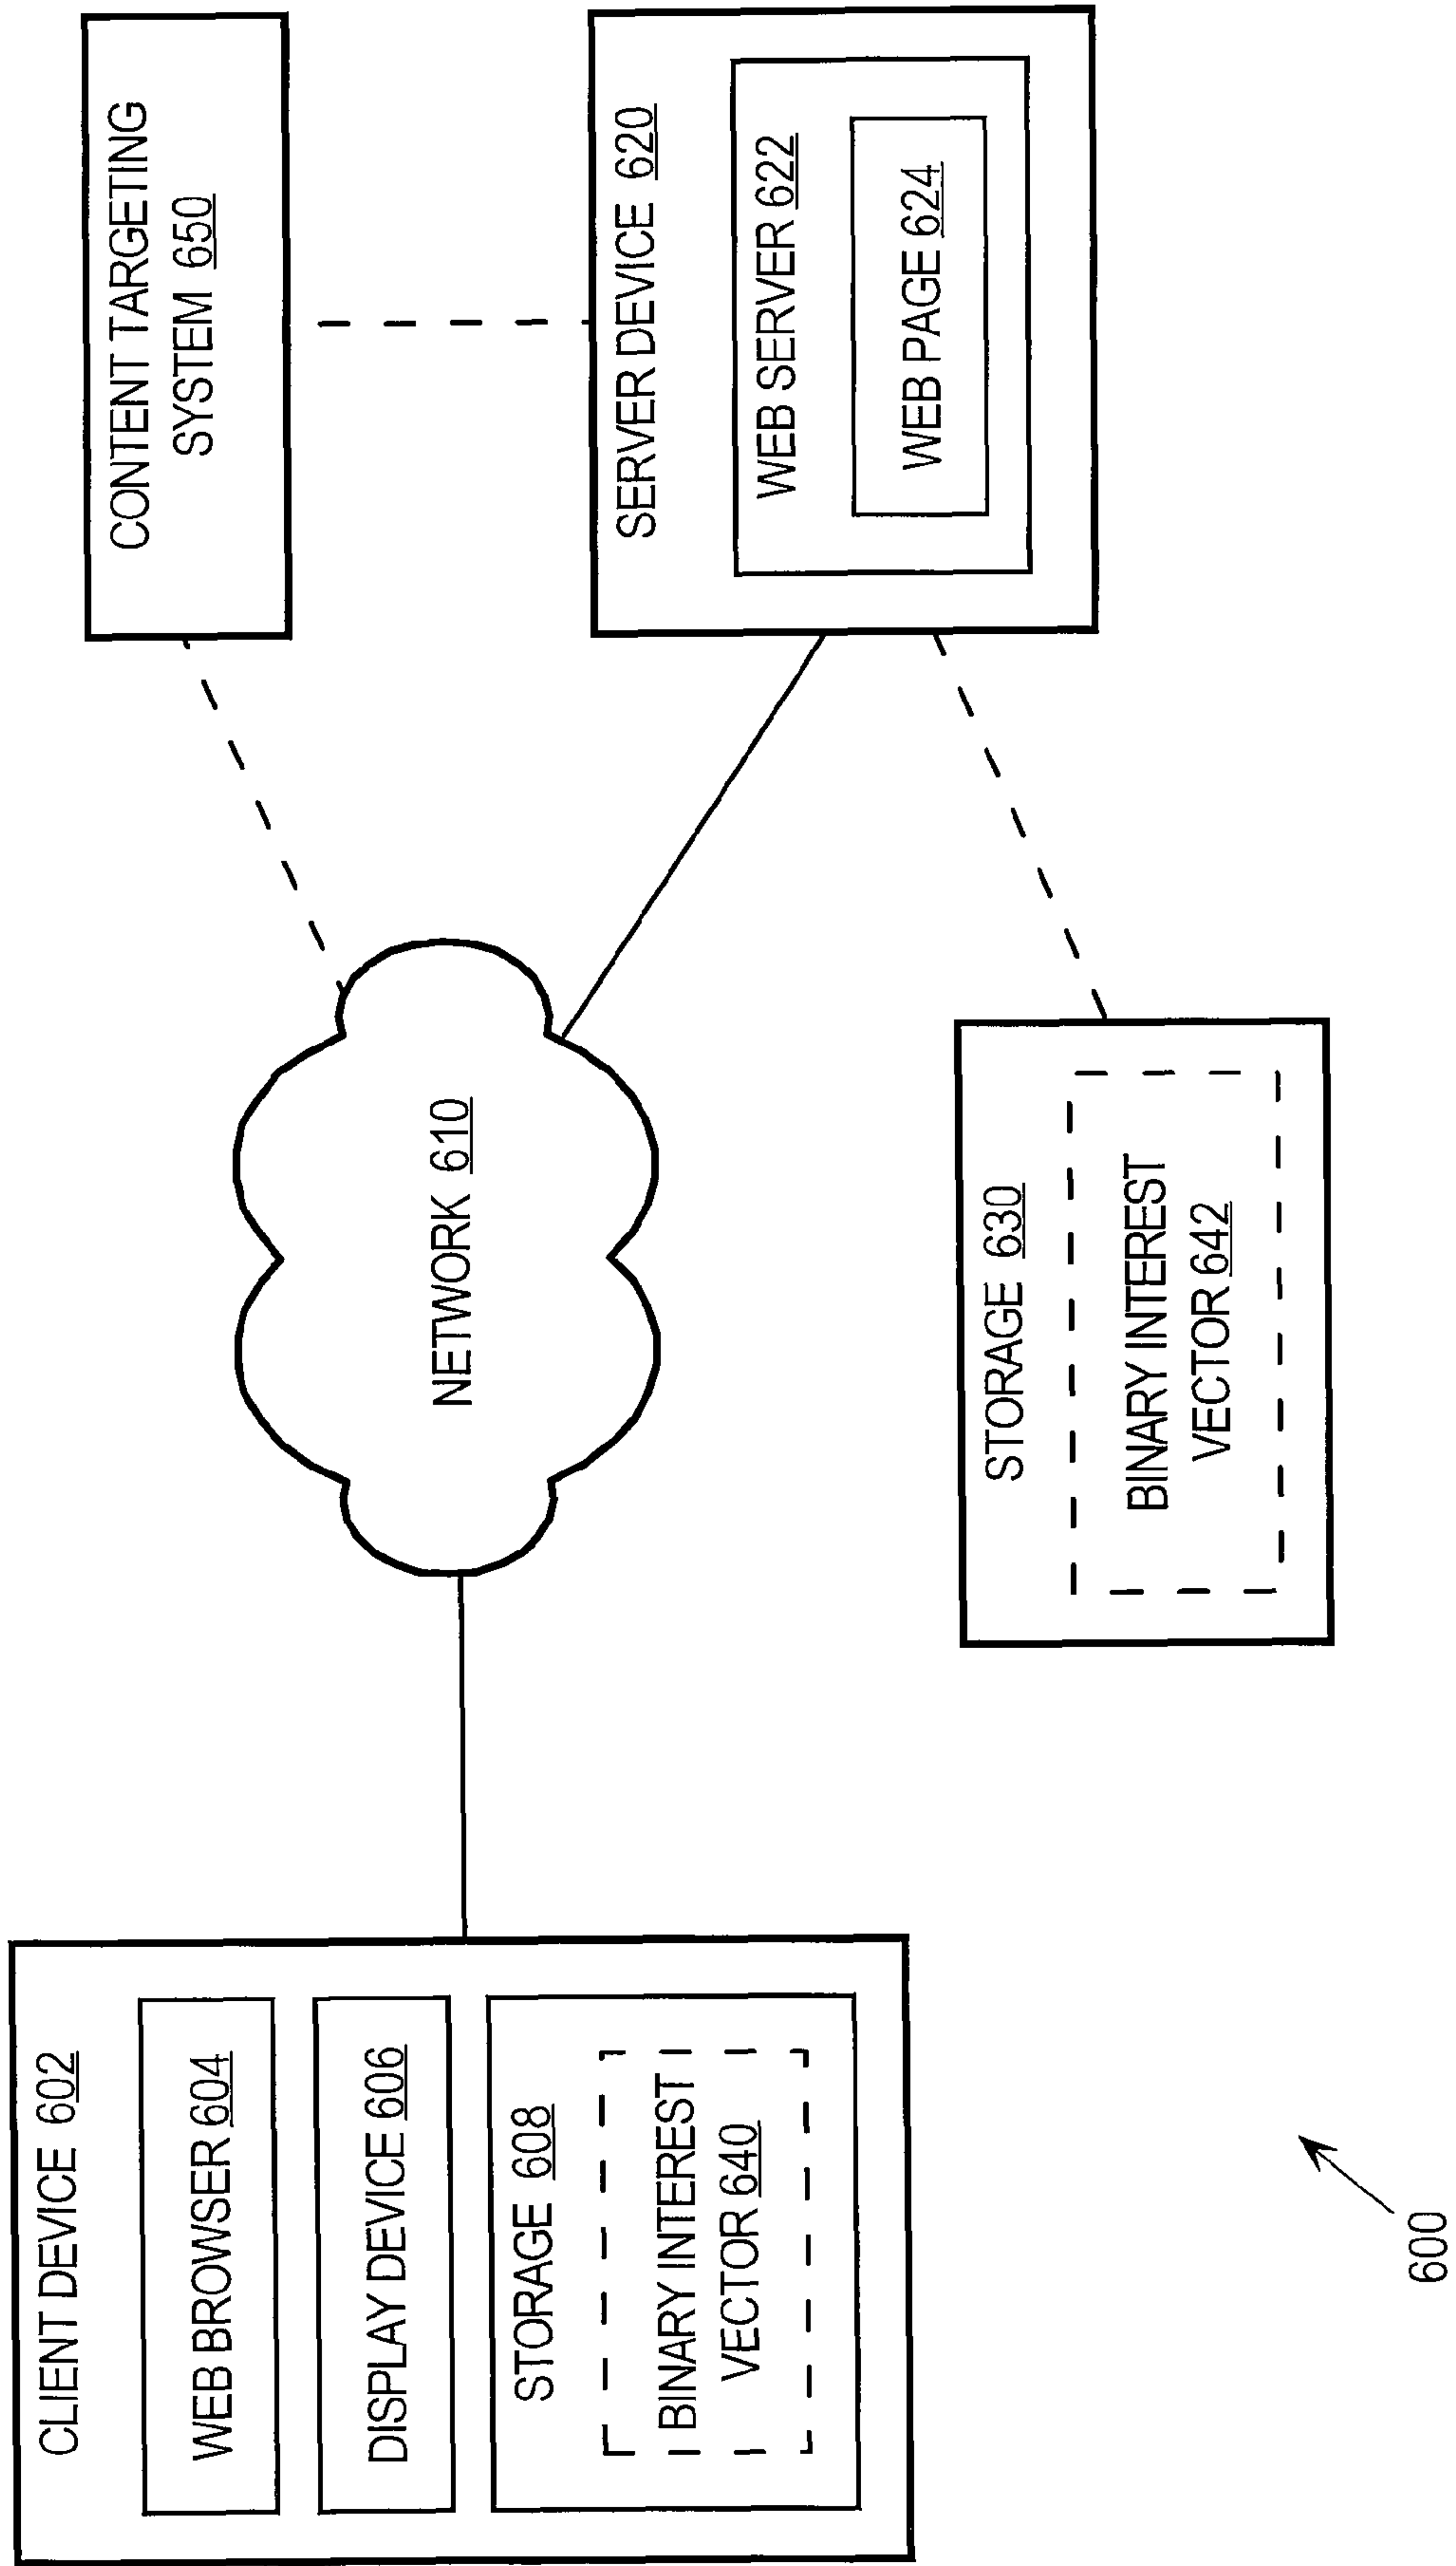 CLIENT DEVICE 602
WEB BROWSER 604
DISPLAY DEVICE 606
STORAGE 608
BINARY INTEREST
VECTOR 640
NETWORK 610
CONTENT TARGETING
SYSTEM 650
SERVER DEVICE 620
WEB SERVER 622
WEB PAGE 624
STORAGE 630
BINARY INTEREST
VECTOR 642
600